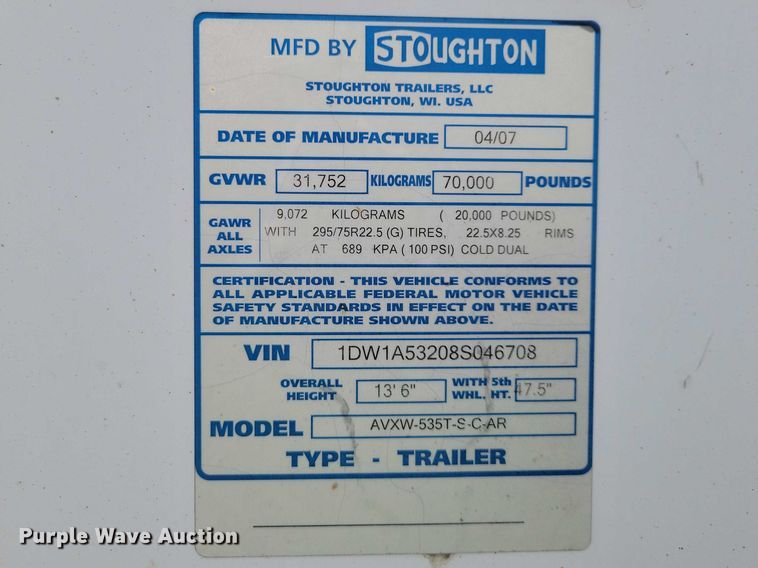 MFD BY STOUGHTON
STOUGHTON TRAILERS, LLC
STOUGHTON, WI. USA
DATE OF MANUFACTURE 04/07
GVWR 31,752 KILOGRAMS 70,000 POUNDS
GAWR ALL AXLES
9,072 KILOGRAMS ( 20,000 POUNDS)
WITH 295/75R22.5 (G) TIRES, 22.5X8.25 RIMS
AT 689 KPA ( 100 PSI) COLD DUAL
CERTIFICATION - THIS VEHICLE CONFORMS TO
ALL APPLICABLE FEDERAL MOTOR VEHICLE
SAFETY STANDARDS IN EFFECT ON THE DATE
OF MANUFACTURE SHOWN ABOVE.
VIN 1DW1A53208S046708
OVERALL HEIGHT 13' 6" WITH 5th WHL. HT. 47.5"
MODEL AVXW-535T-S-C-AR
TYPE - TRAILER
Purple Wave Auction